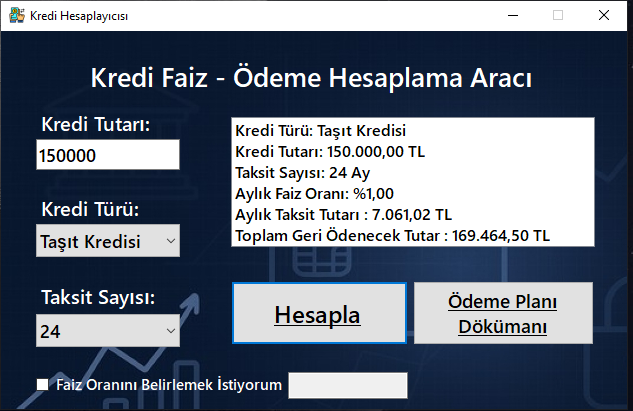 Kredi Hesaplayıcısı
Kredi Faiz - Ödeme Hesaplama Aracı
Kredi Tutarı:
150000
Kredi Türü:
Taşıt Kredisi
Taksit Sayısı:
24
Kredi Türü: Taşıt Kredisi
Kredi Tutarı: 150.000,00 TL
Taksit Sayısı: 24 Ay
Aylık Faiz Oranı: %1,00
Aylık Taksit Tutarı : 7.061,02 TL
Toplam Geri Ödenecek Tutar : 169.464,50 TL
Hesapla
Ödeme Planı
Dökümanı
Faiz Oranını Belirlemek İstiyorum